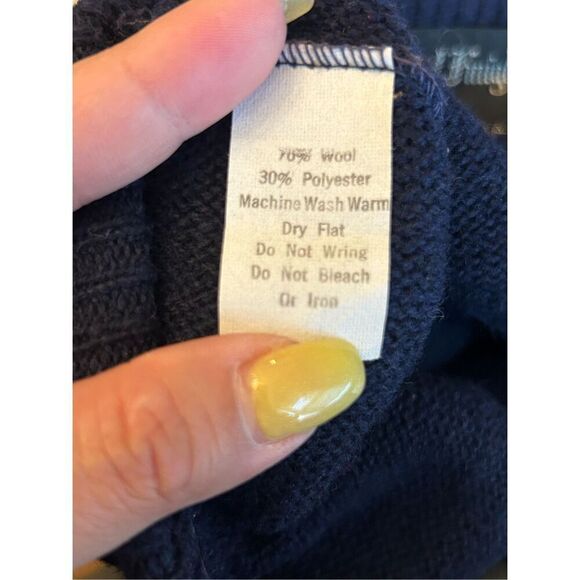 70% Wool
30% Polyester
Machine Wash Warm
Dry Flat
Do Not Wring
Do Not Bleach
Or Iron